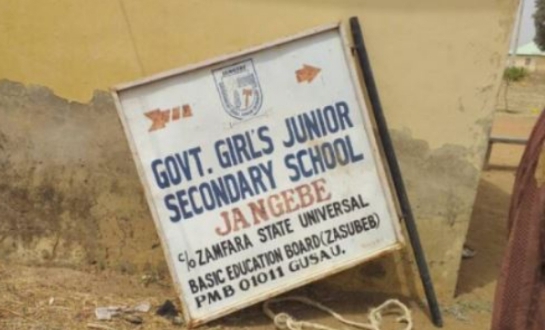 GOVT. GIRL'S JUNIOR
SECONDARY SCHOOL
JANGEBE
C/O ZAMFARA STATE UNIVERSAL
BASIC EDUCATION BOARD (ZASUBEB)
PMB 01011 GUSAU.